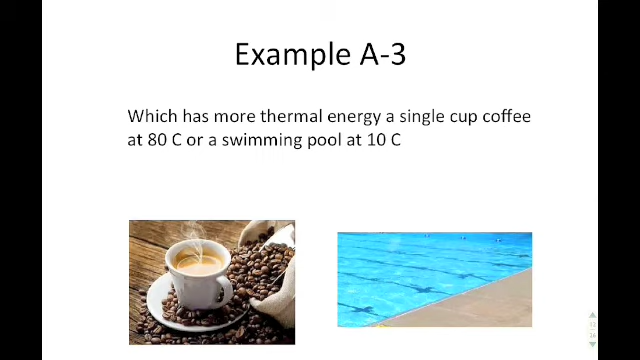 Example A-3
Which has more thermal energy a single cup coffee
at 80 C or a swimming pool at 10 C